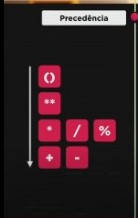 Precedência
()
**
* / %
+ -